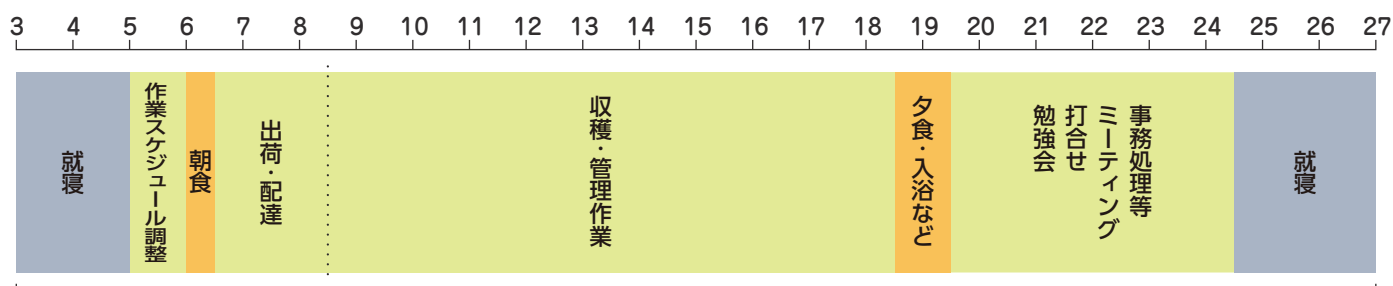 3 4 5 6 7 8 9 10 11 12 13 14 15 16 17 18 19 20 21 22 23 24 25 26 27
就寝
作業スケジュール調整
朝食
出荷・配達
収穫・管理作業
夕食・入浴など
事務処理等
ミーティング
打合せ
勉強会
就寝